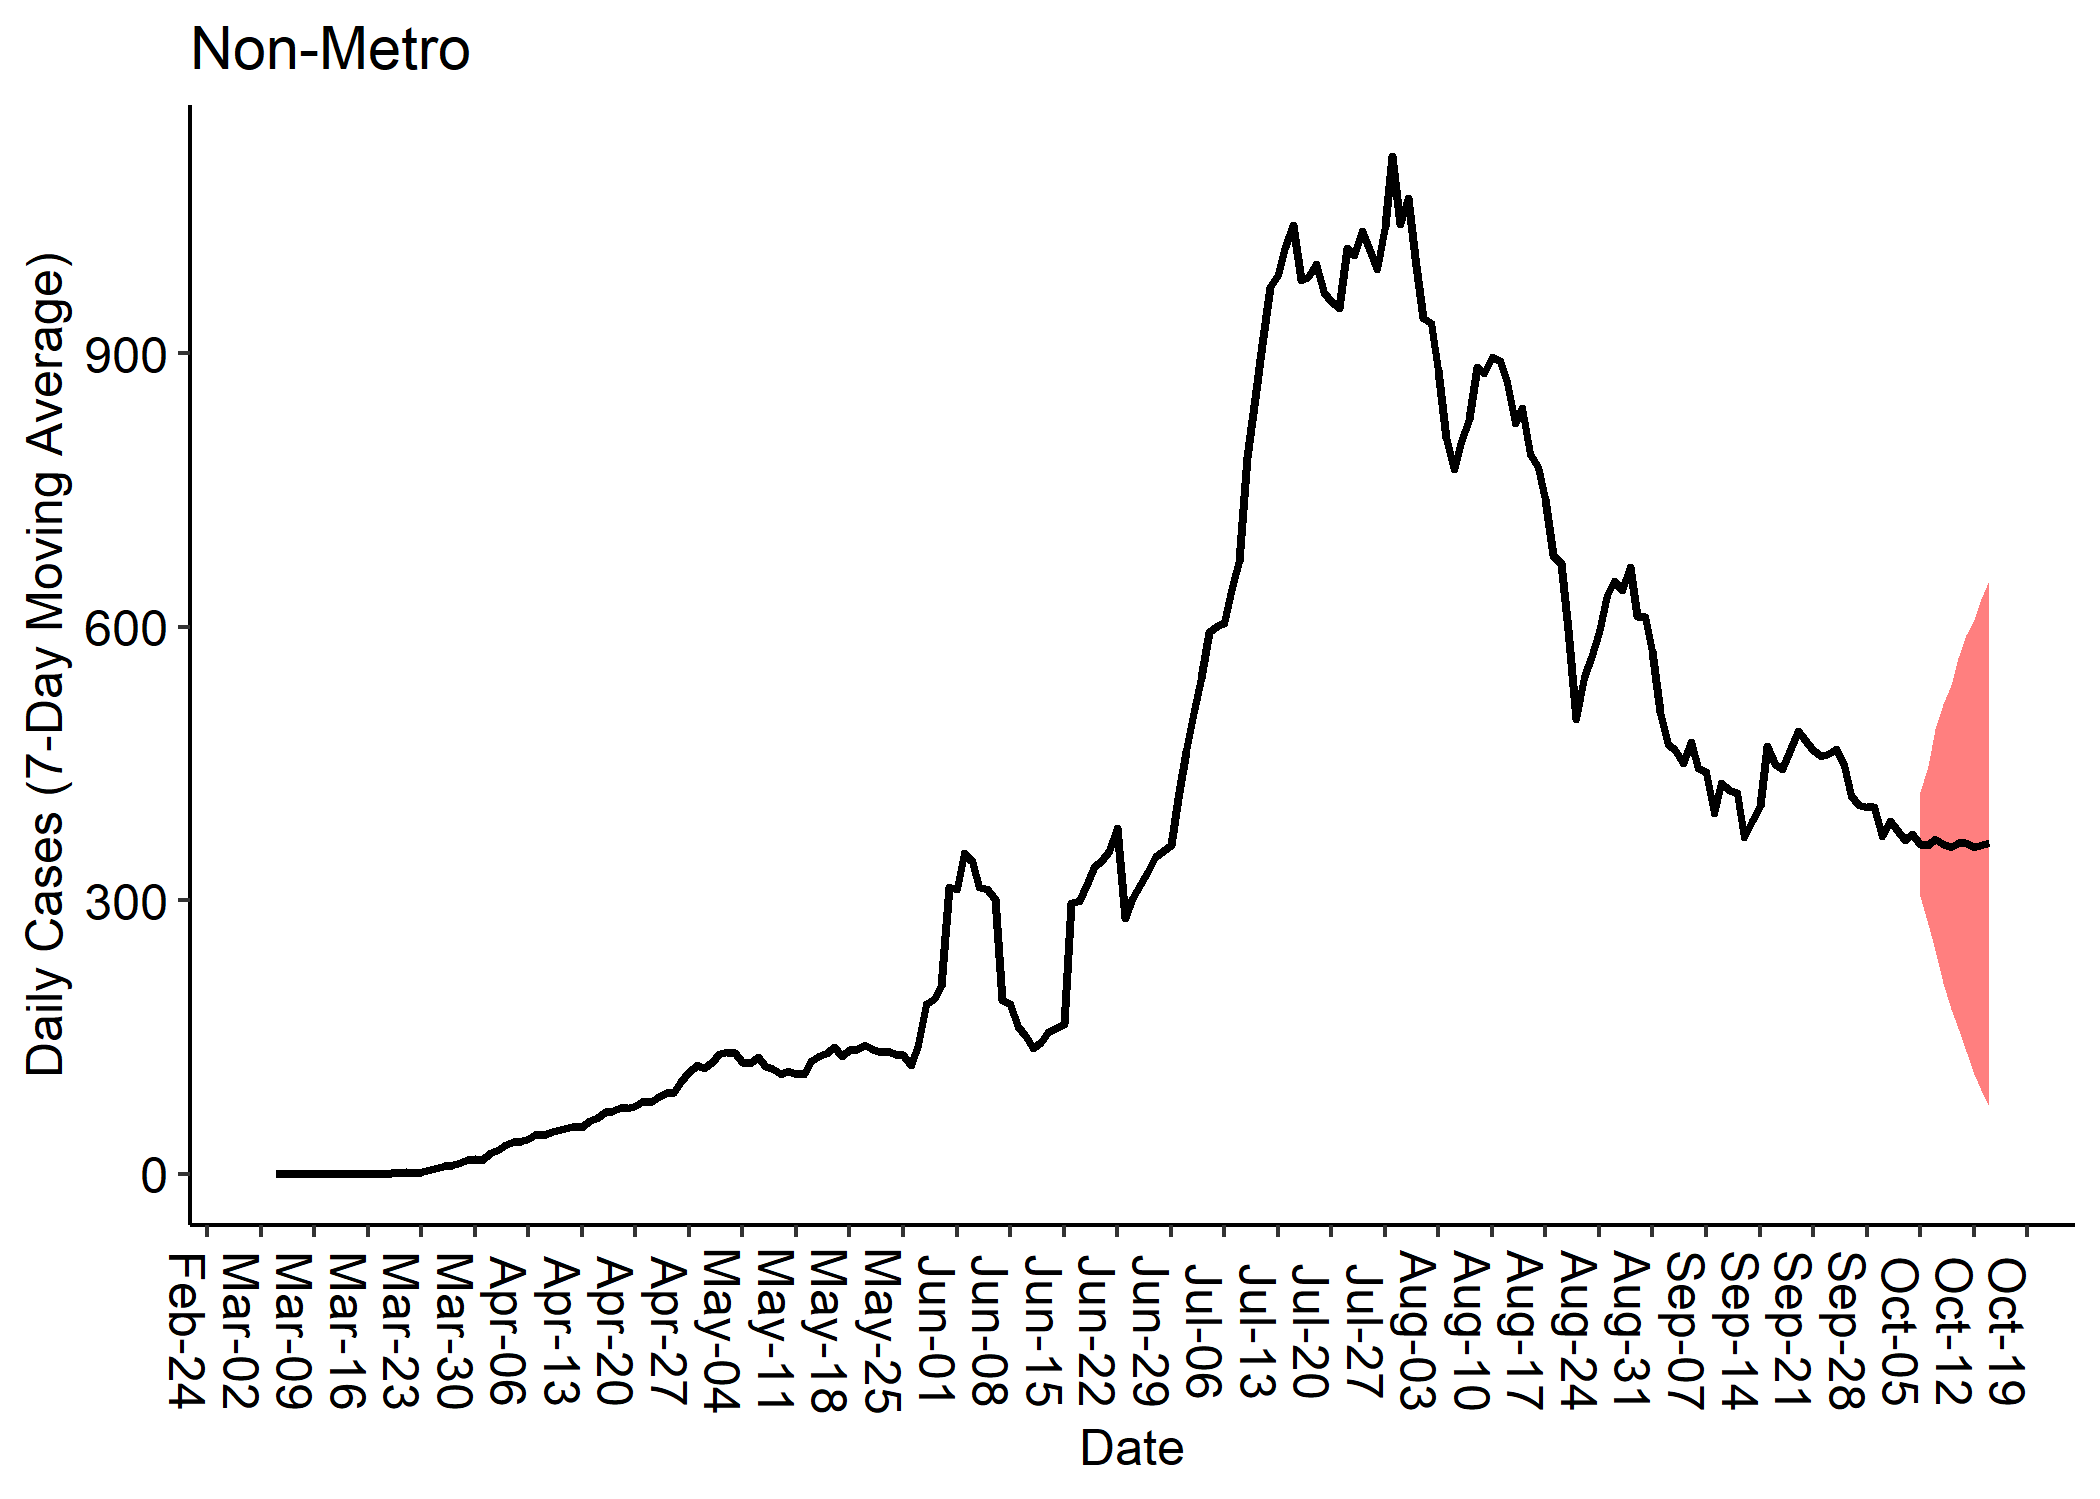 Non-Metro
Daily Cases (7-Day Moving Average)
900
600
300
0
Feb-24
Mar-02
Mar-09
Mar-16
Mar-23
Mar-30
Apr-06
Apr-13
Apr-20
Apr-27
May-04
May-11
May-18
May-25
Jun-01
Jun-08
Jun-15
Jun-22
Jun-29
Jul-06
Jul-13
Jul-20
Jul-27
Aug-03
Aug-10
Aug-17
Aug-24
Aug-31
Sep-07
Sep-14
Sep-21
Sep-28
Oct-05
Oct-12
Oct-19
Date